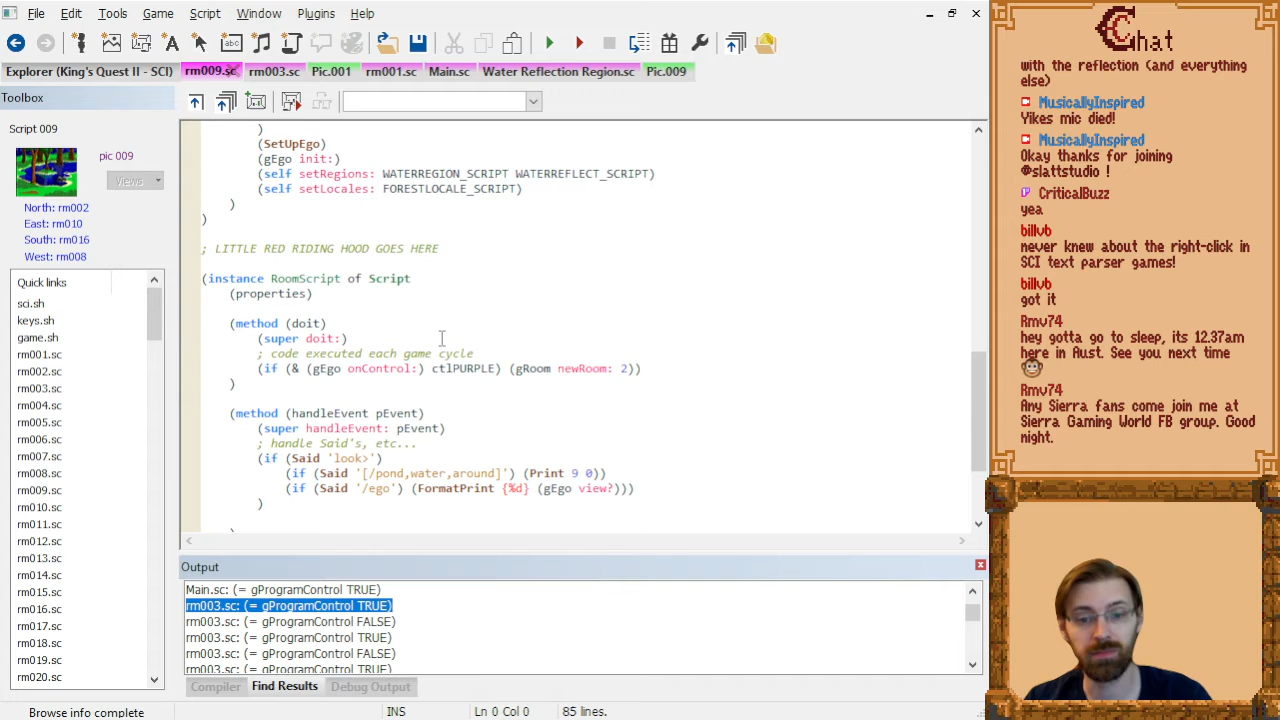 File Edit Tools Game Script Window Plugins Help
Explorer (King's Quest II - SCI) rm009.sc rm003.sc Pic.001 rm001.sc Main.sc Water Reflection Region.sc Pic.009
Toolbox
Script 009
pic 009
Views
North: rm002
East: rm010
South: rm016
West: rm008
Quick links
sci.sh
keys.sh
game.sh
rm001.sc
rm002.sc
rm003.sc
rm004.sc
rm005.sc
rm006.sc
rm007.sc
rm008.sc
rm009.sc
rm010.sc
rm011.sc
rm012.sc
rm013.sc
rm014.sc
rm015.sc
rm016.sc
rm017.sc
rm018.sc
rm019.sc
rm020.sc
)
(SetUpEgo)
(gEgo init:)
(self setRegions: WATERREGION_SCRIPT WATERREFLECT_SCRIPT)
(self setLocales: FORESTLOCALE_SCRIPT)
)
)
; LITTLE RED RIDING HOOD GOES HERE
(instance RoomScript of Script
(properties)
(method (doit)
(super doit:)
; code executed each game cycle
(if (& (gEgo onControl:) ctlPURPLE) (gRoom newRoom: 2))
)
(method (handleEvent pEvent)
(super handleEvent: pEvent)
; handle Said's, etc...
(if (Said 'look>')
(if (Said '[/pond,water,around]') (Print 9 0))
(if (Said '/ego') (FormatPrint {%d} (gEgo view?)))
)
Output
Main.sc: (= gProgramControl TRUE)
rm003.sc: (= gProgramControl TRUE)
rm003.sc: (= gProgramControl FALSE)
rm003.sc: (= gProgramControl TRUE)
rm003.sc: (= gProgramControl FALSE)
rm003.sc: (= gProgramControl TRUE)
Compiler Find Results Debug Output
Browse info complete INS Ln 0 Col 0 85 lines.
Chat
with the reflection (and everything
else)
MusicallyInspired
Yikes mic died!
MusicallyInspired
Okay thanks for joining
@slattstudio !
CriticalBuzz
yea
billvb
never knew about the right-click in
SCI text parser games!
billvb
got it
Rmv74
hey gotta go to sleep, its 12.37am
here in Aust. See you next time
Rmv74
Any Sierra fans come join me at
Sierra Gaming World FB group. Good
night.